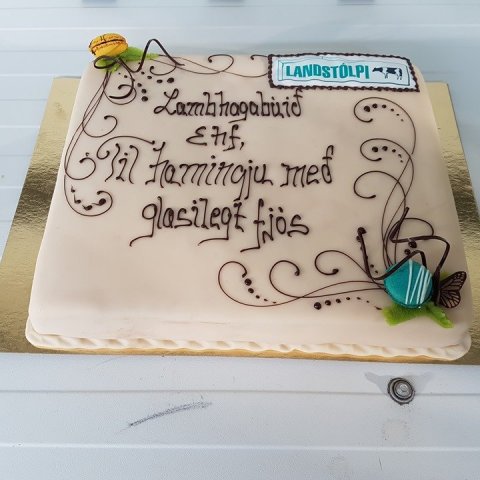 LANDSTÓLPI
Lambhagabúið
Ehf,
Til hamingju með
glæsilegt fjós